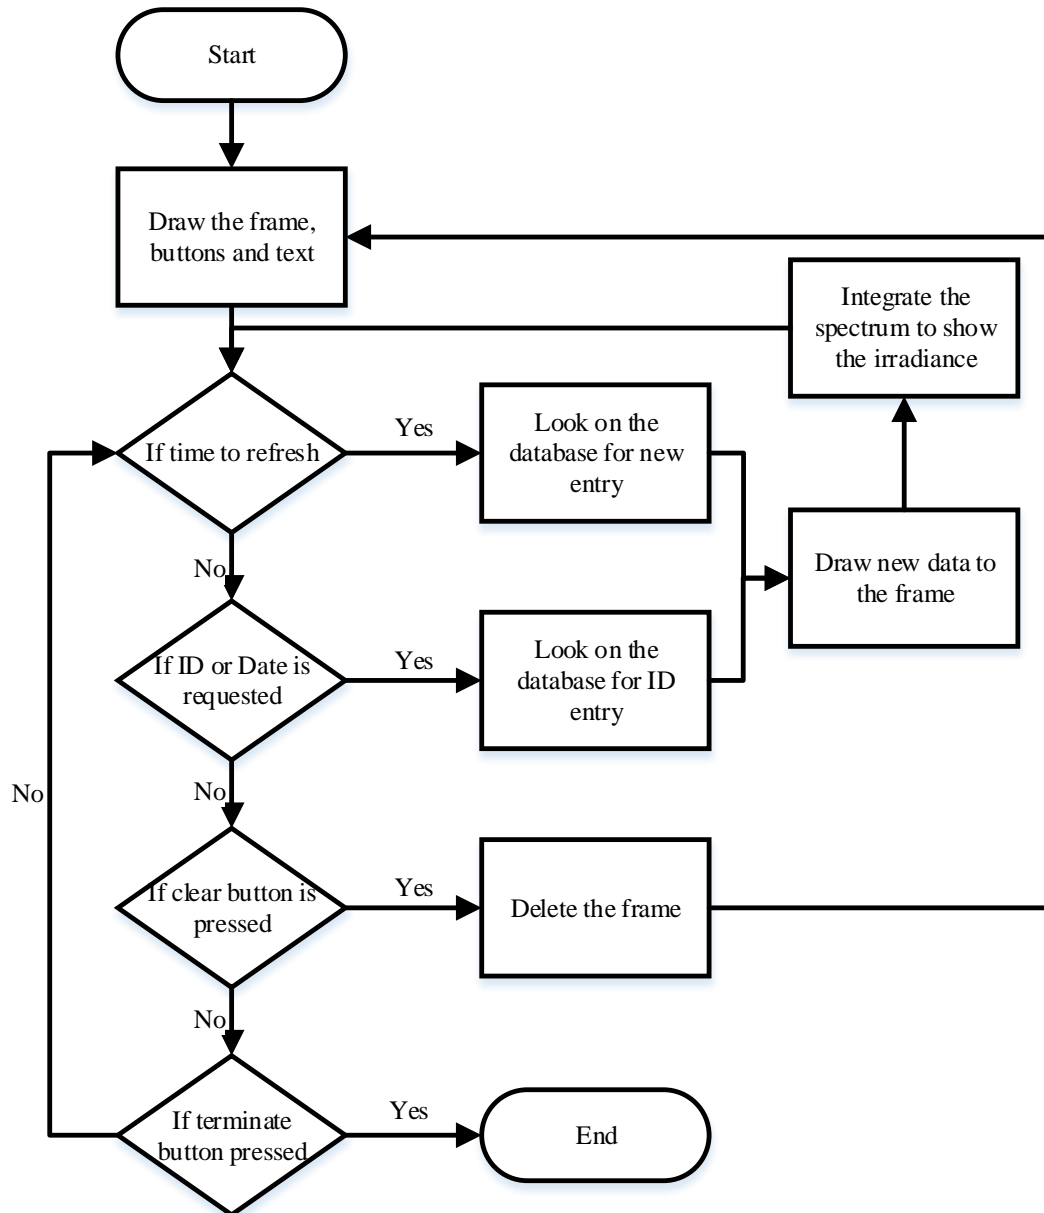 Start
Draw the frame,
buttons and text
Integrate the
spectrum to show
the irradiance
If time to refresh
Yes
Look on the
database for new
entry
No
Draw new data to
the frame
If ID or Date is
requested
Yes
Look on the
database for ID
entry
No
No
If clear button is
pressed
Yes
Delete the frame
No
If terminate
button pressed
Yes
End